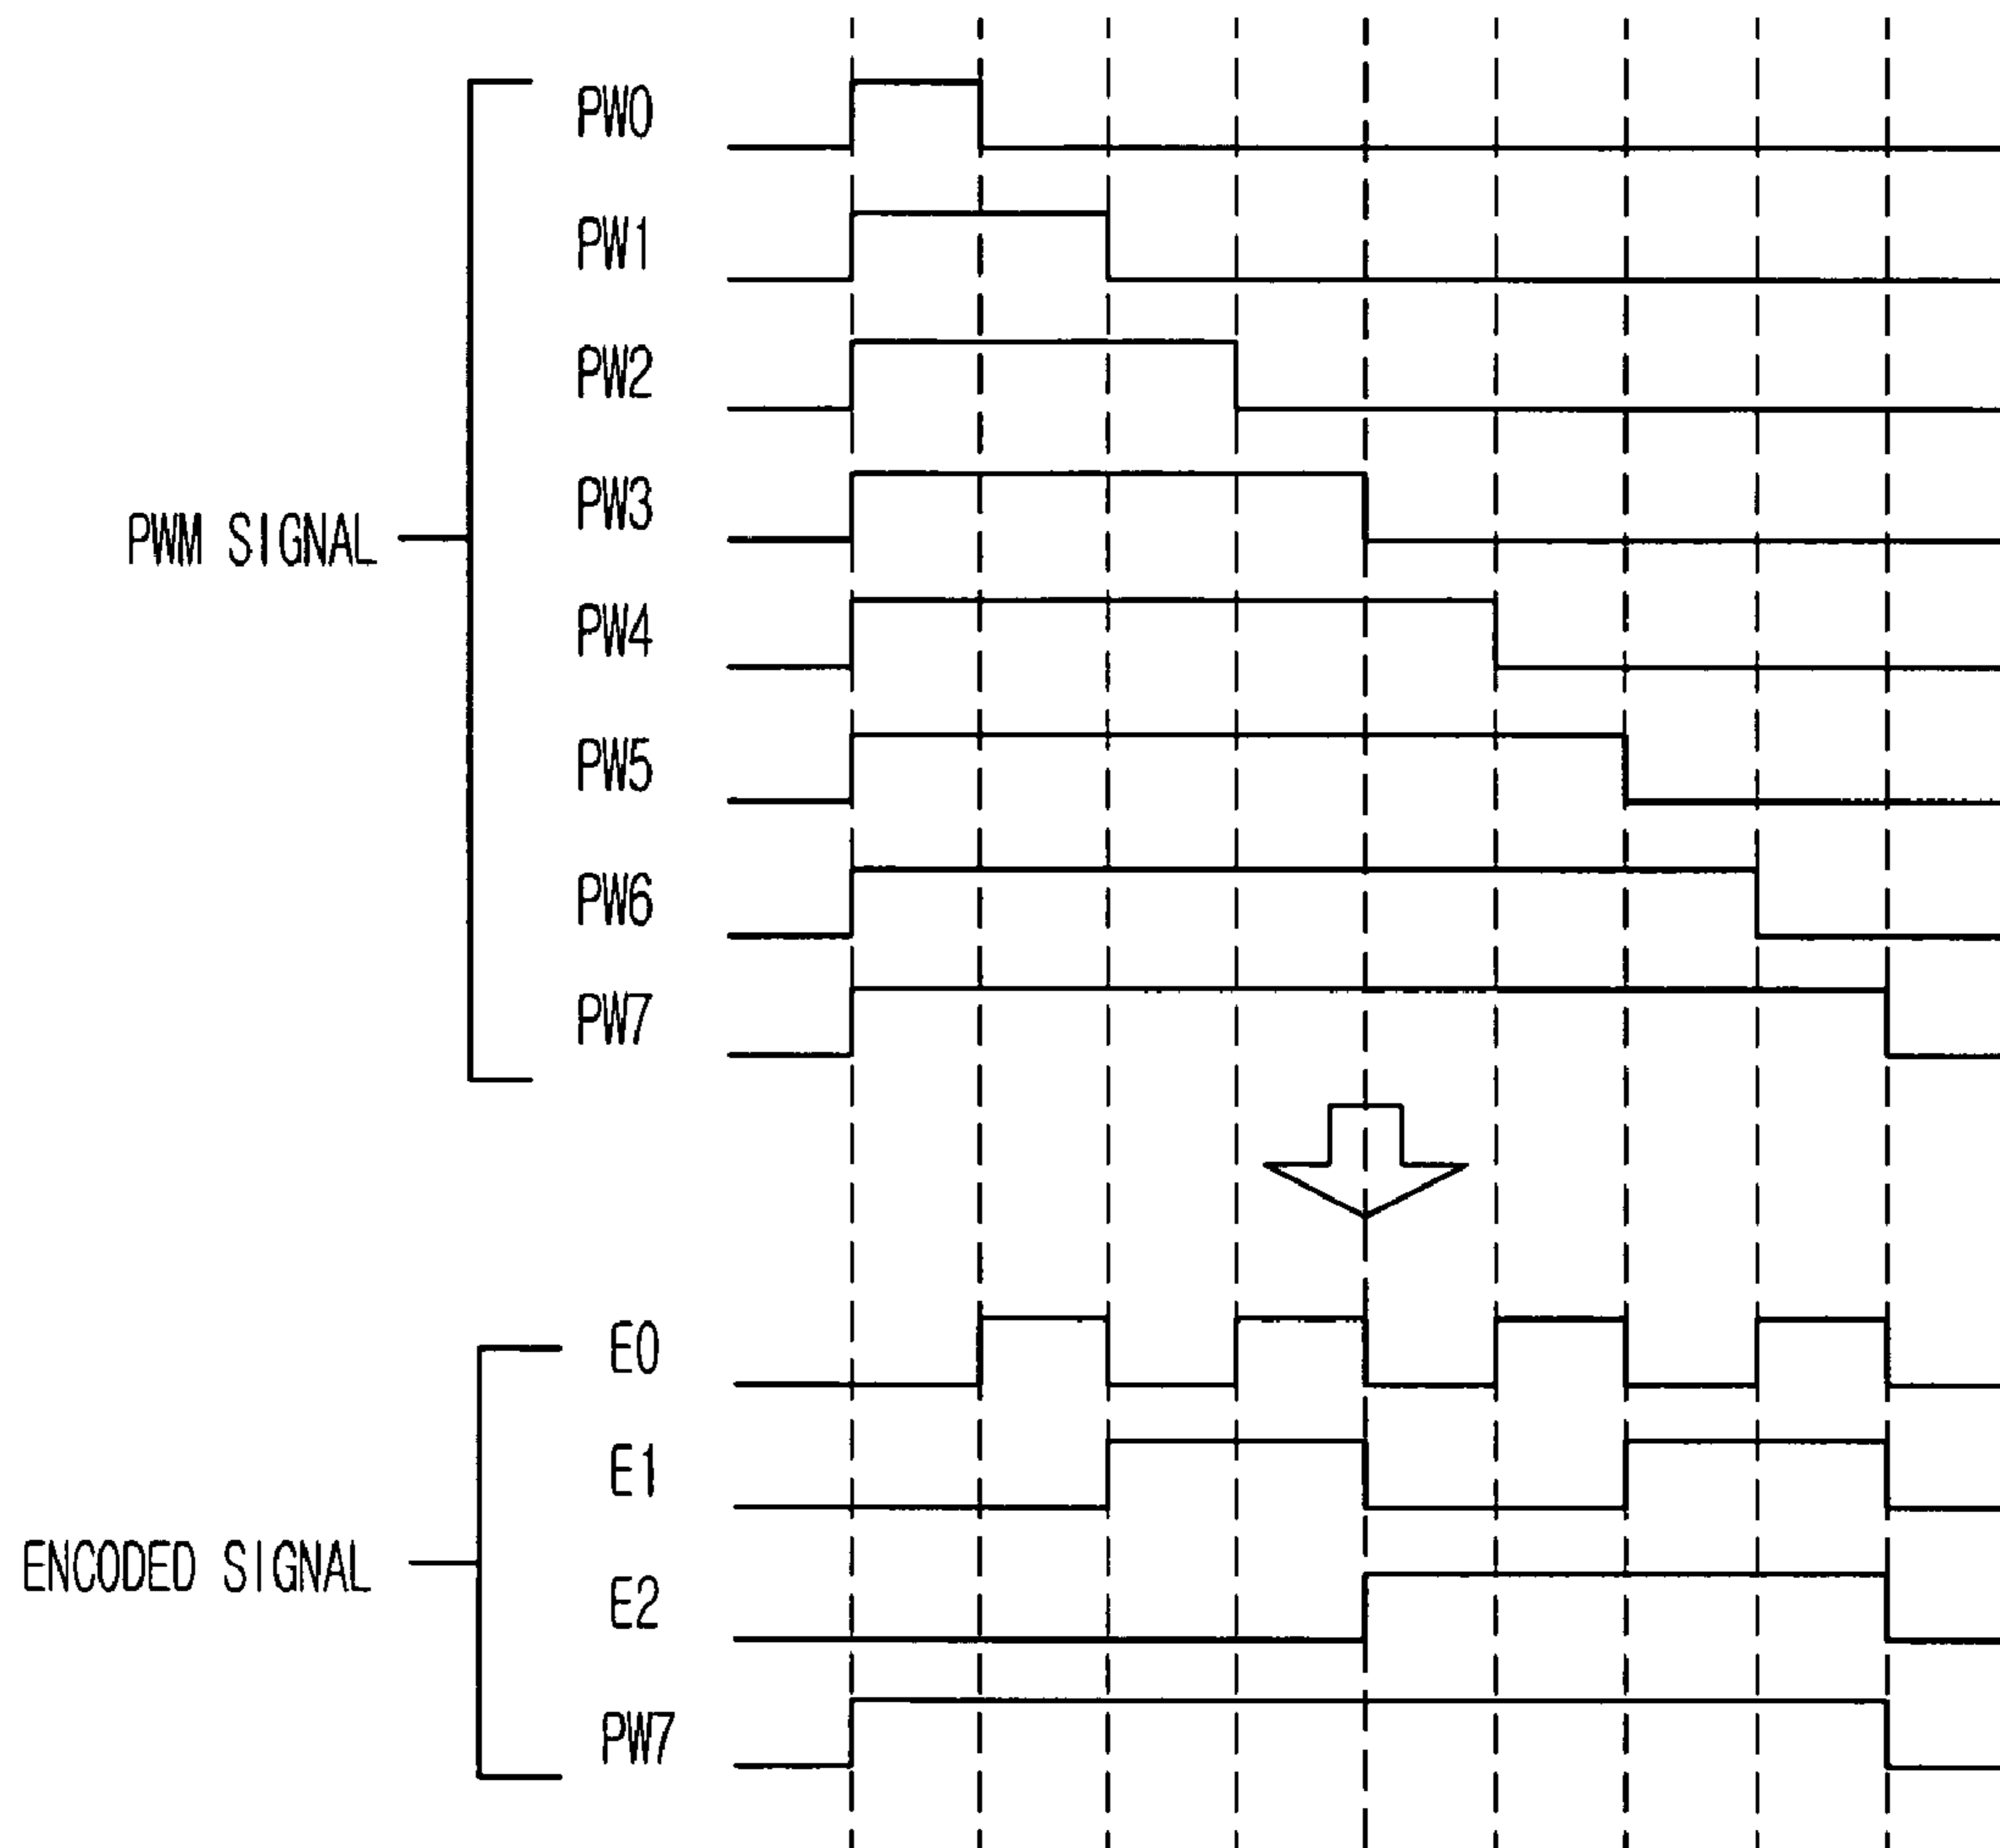 PW0
PW1
PW2
PW3
PWM SIGNAL
PW4
PW5
PW6
PW7
E0
E1
ENCODED SIGNAL
E2
PW7